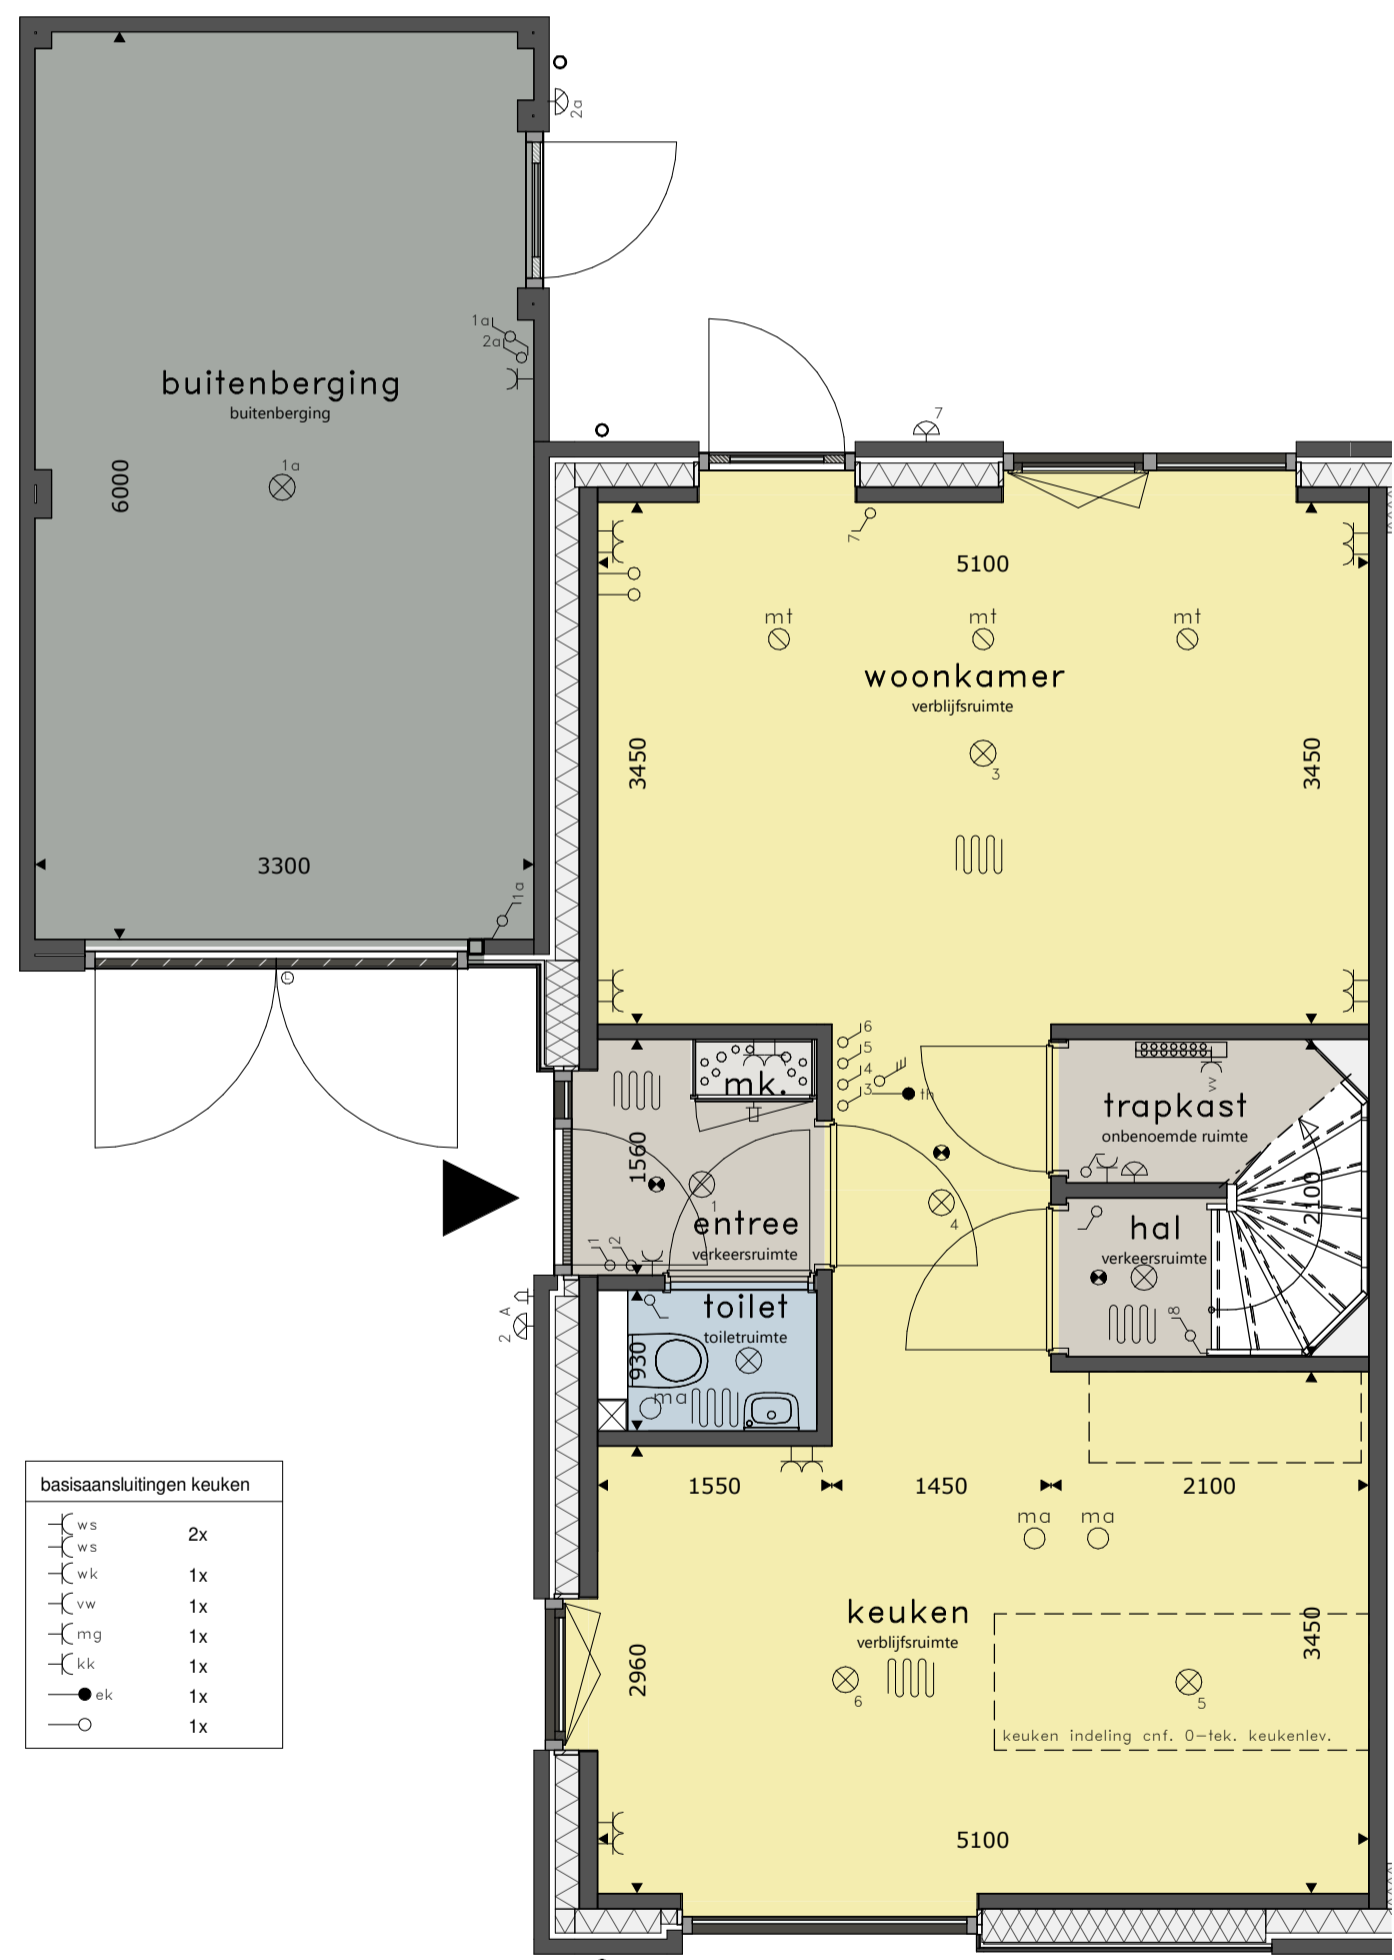 2a
1a
2a
buitenberging
buitenberging
1a
6000
3300
1a
7
7
5100
mt
mt
mt
woonkamer
verblijfsruimte
3
3450
3450
6
5
4
3
th
mk.
vv
trapkast
onbenoemde ruimte
1560
1
entree
verkeersruimte
1
2
4
2100
hal
verkeersruimte
8
A
2
toilet
toiletruimte
930
ma
1550
1450
2100
ma
ma
keuken
verblijfsruimte
2960
3450
6
5
keuken indeling cnf. 0-tek. keukenlev.
5100
basisaansluitingen keuken
ws
ws
2x
wk 1x
vw 1x
mg 1x
kk 1x
ek 1x
1x